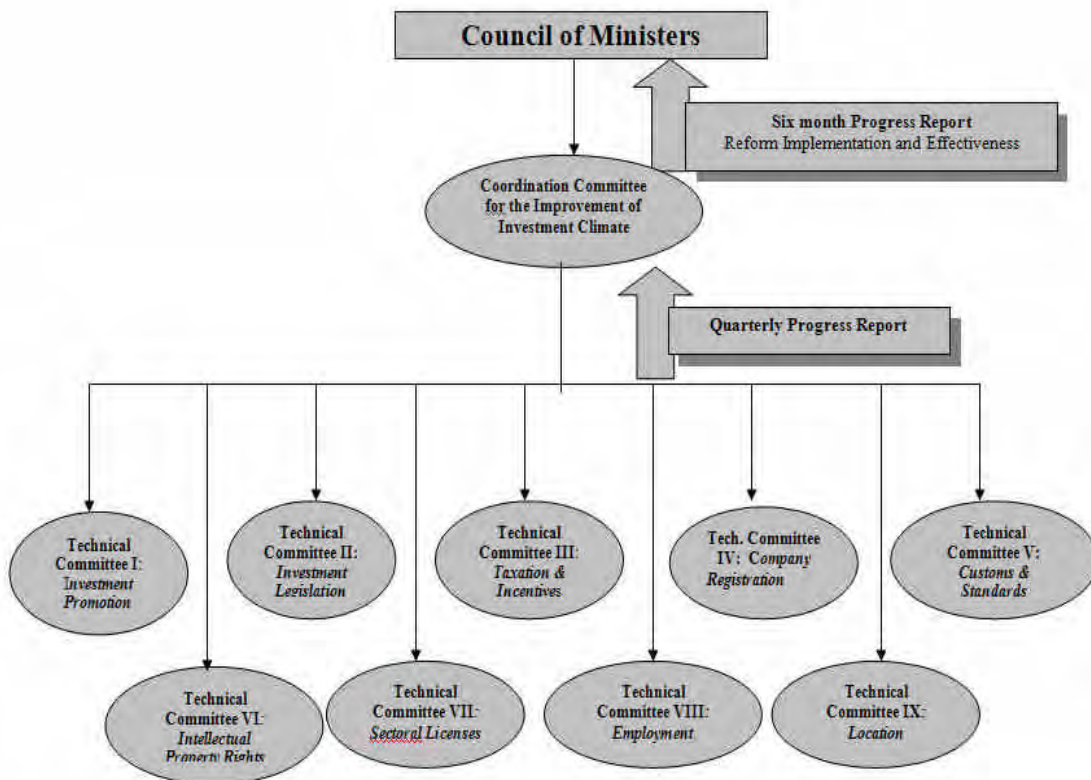 Council of Ministers
Six month Progress Report
Reform Implementation and Effectiveness
Coordination Committee
for the Improvement of
Investment Climate
Quarterly Progress Report
Technical
Committee I:
Investment
Promotion
Technical
Committee II:
Investment
Legislation
Technical
Committee III:
Taxation &
Incentives
Tech. Committee
IV: Company
Registration
Technical
Committee V:
Customs &
Standards
Technical
Committee VI:
Intellectual
Property Rights
Technical
Committee VII:
Sectoral Licenses
Technical
Committee VIII:
Employment
Technical
Committee IX:
Location